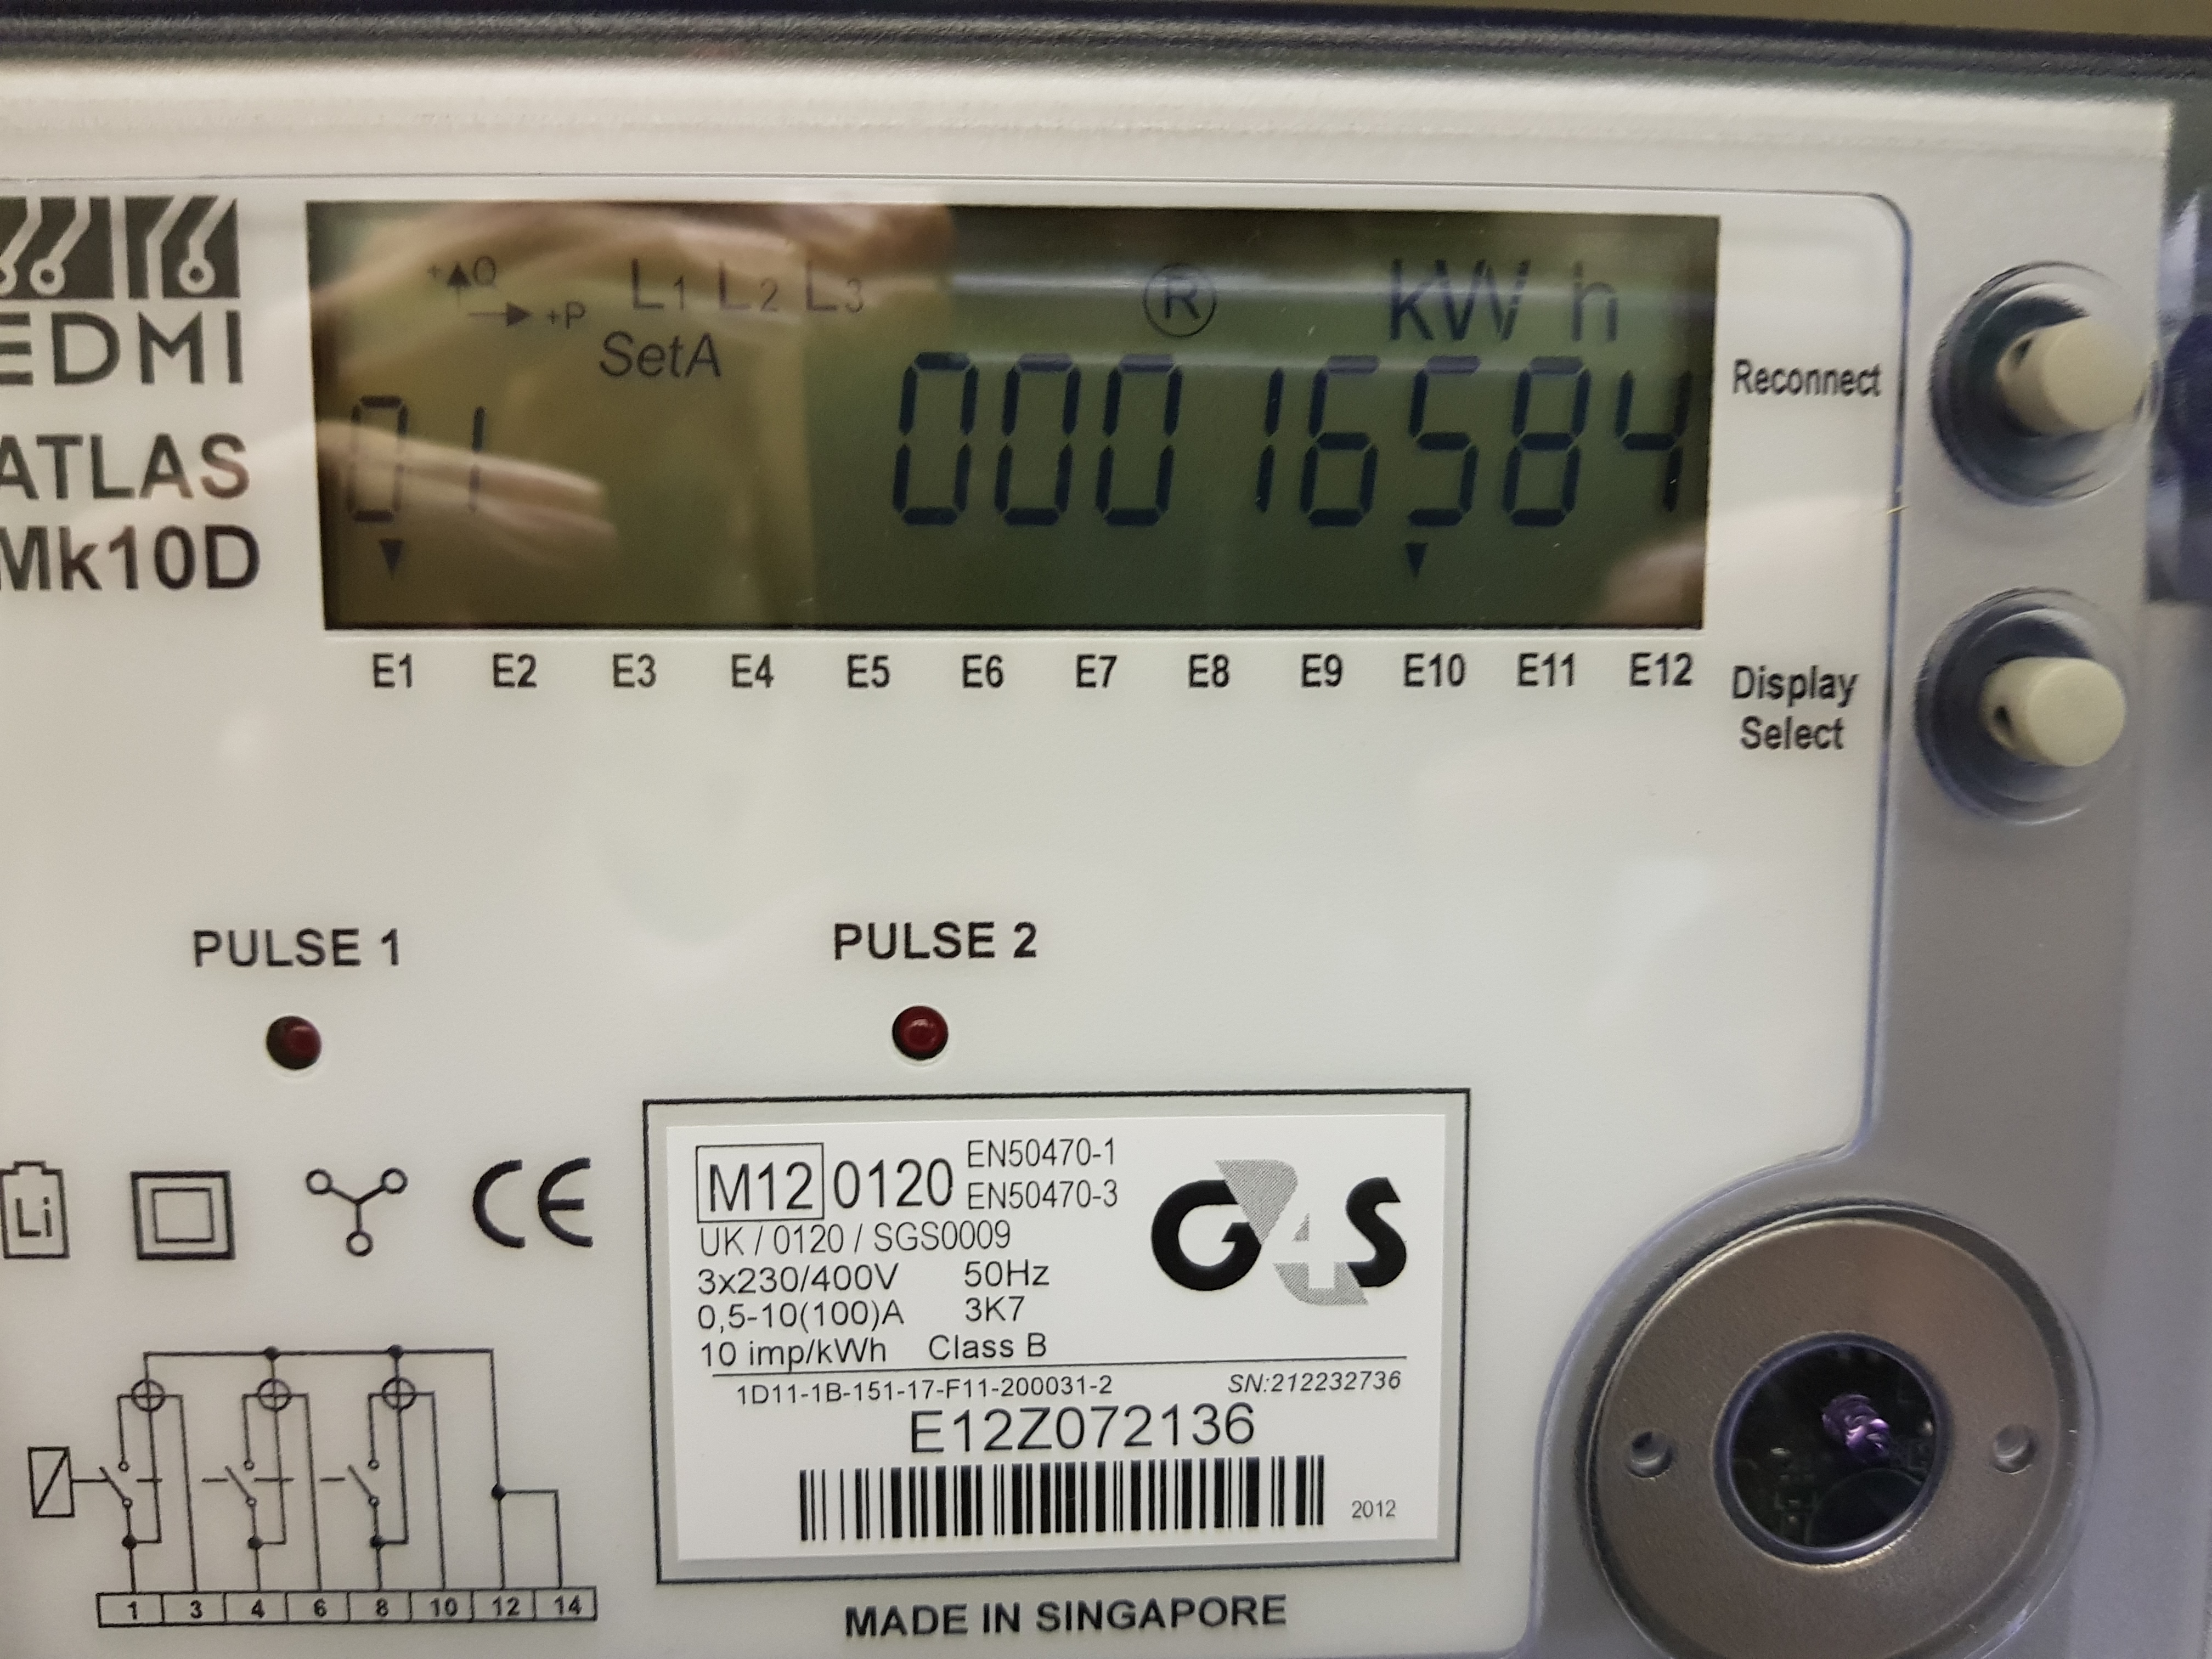 EDMI
ATLAS
Mk10D
+Q
+P
L1 L2 L3
R
kWh
SetA
01
00016584
E1 E2 E3 E4 E5 E6 E7 E8 E9 E10 E11 E12
Reconnect
Display
Select
PULSE 1
PULSE 2
Li
CE
M12 0120
EN50470-1
EN50470-3
UK / 0120 / SGS0009
3x230/400V 50Hz
0,5-10(100)A 3K7
10 imp/kWh Class B
G4S
1D11-1B-151-17-F11-200031-2
SN:212232736
E12Z072136
2012
1 3 4 6 8 10 12 14
MADE IN SINGAPORE